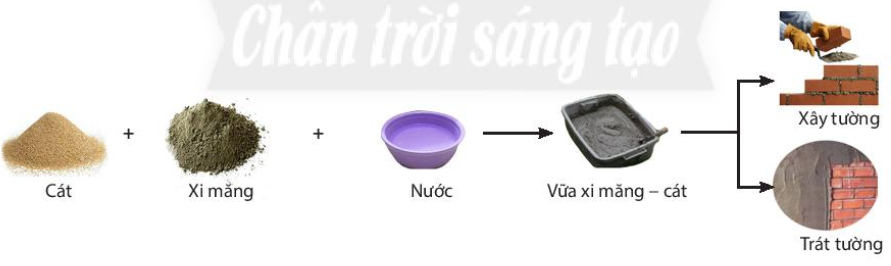 Chân trời sáng tạo
Cát
+
Xi măng
+
Nước
Vữa xi măng – cát
Xây tường
Trát tường